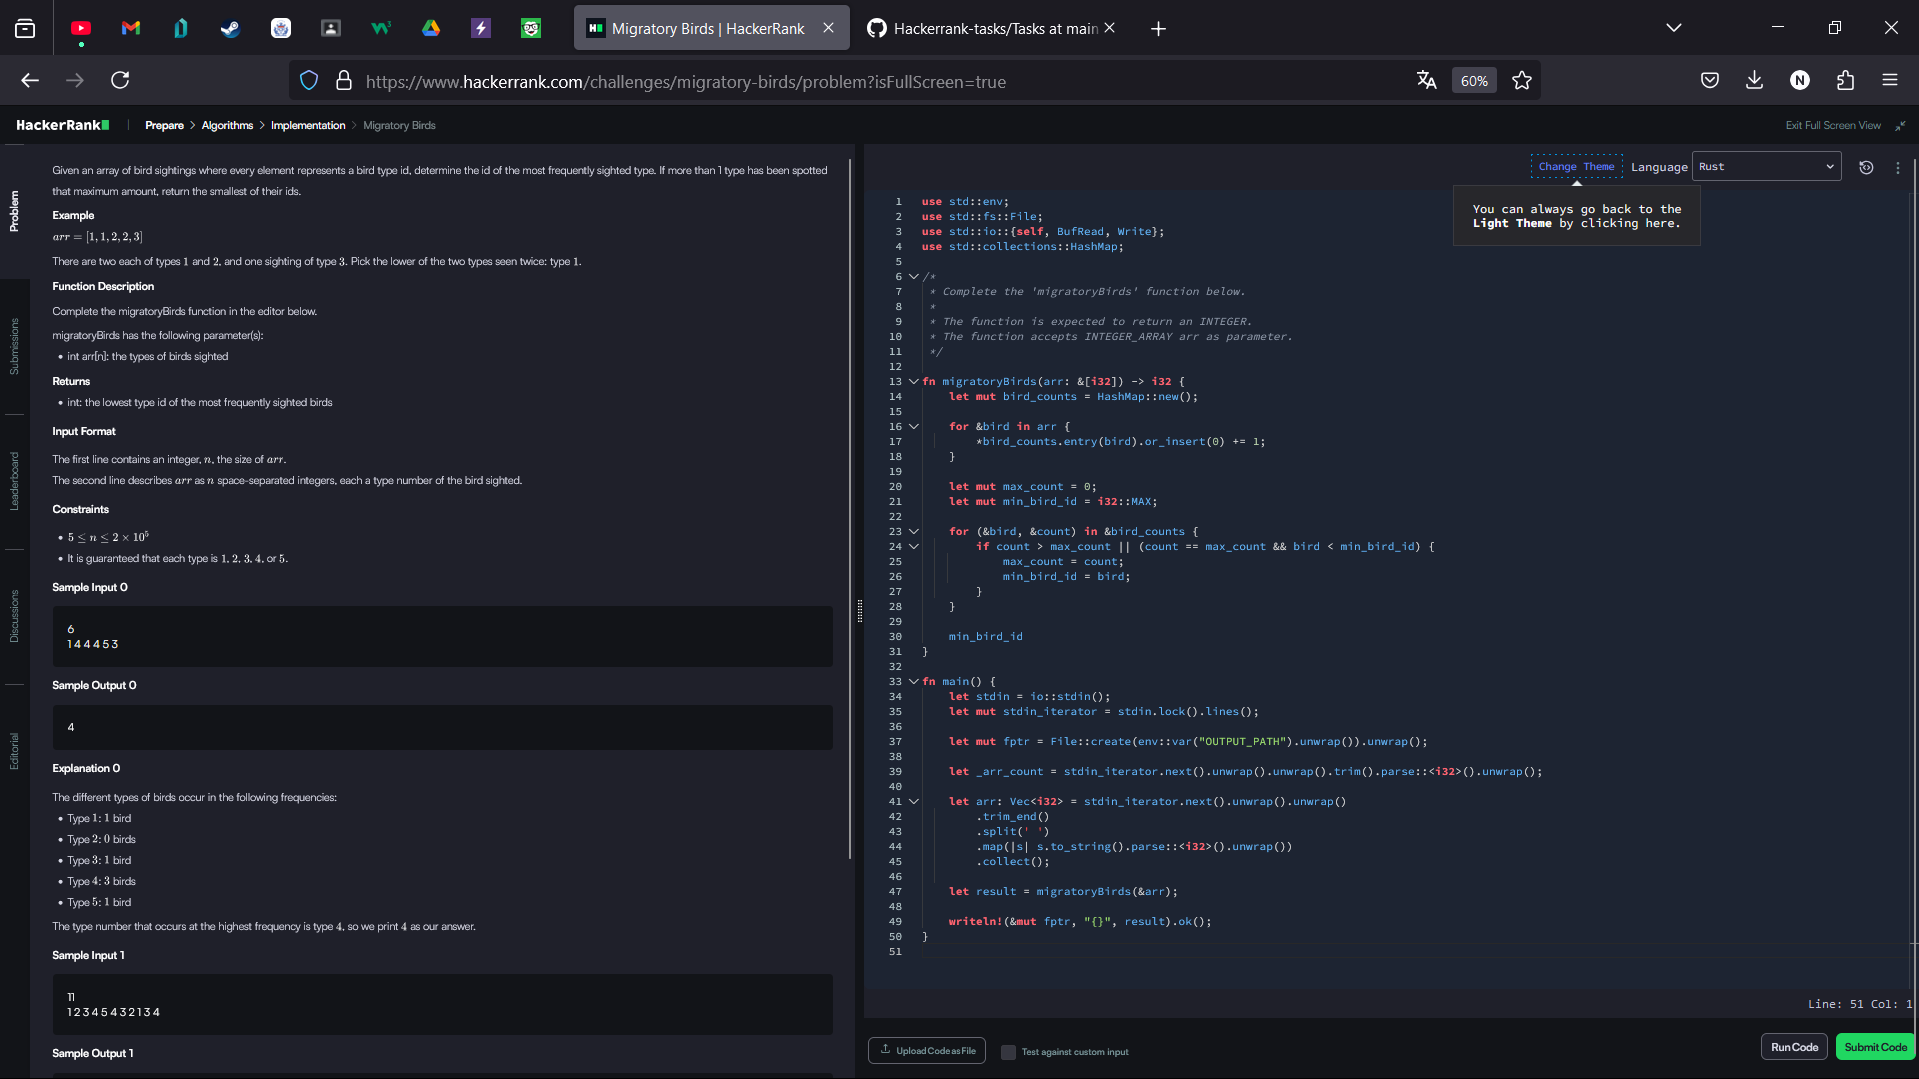 Migratory Birds | HackerRank
Hackerrank-tasks/Tasks at main
https://www.hackerrank.com/challenges/migratory-birds/problem?isFullScreen=true
60%
N
HackerRank
Prepare > Algorithms > Implementation > Migratory Birds
Exit Full Screen View
Problem
Submissions
Leaderboard
Discussions
Editorial
Given an array of bird sightings where every element represents a bird type id, determine the id of the most frequently sighted type. If more than 1 type has been spotted
that maximum amount, return the smallest of their ids.
Example
arr = [1, 1, 2, 2, 3]
There are two each of types 1 and 2, and one sighting of type 3. Pick the lower of the two types seen twice: type 1.
Function Description
Complete the migratoryBirds function in the editor below.
migratoryBirds has the following parameter(s):
• int arr[n]: the types of birds sighted
Returns
• int: the lowest type id of the most frequently sighted birds
Input Format
The first line contains an integer, n, the size of arr.
The second line describes arr as n space-separated integers, each a type number of the bird sighted.
Constraints
• 5 ≤ n ≤ 2 × 10⁵
• It is guaranteed that each type is 1, 2, 3, 4, or 5.
Sample Input 0
6
1 4 4 4 5 3
Sample Output 0
4
Explanation 0
The different types of birds occur in the following frequencies:
• Type 1: 1 bird
• Type 2: 0 birds
• Type 3: 1 bird
• Type 4: 3 birds
• Type 5: 1 bird
The type number that occurs at the highest frequency is type 4, so we print 4 as our answer.
Sample Input 1
11
1 2 3 4 5 4 3 2 1 3 4
Sample Output 1
Change Theme
Language
Rust
You can always go back to the
Light Theme by clicking here.
1 use std::env;
2 use std::fs::File;
3 use std::io::{self, BufRead, Write};
4 use std::collections::HashMap;
5
6 /*
7  * Complete the 'migratoryBirds' function below.
8  *
9  * The function is expected to return an INTEGER.
10  * The function accepts INTEGER_ARRAY arr as parameter.
11  */
12
13 fn migratoryBirds(arr: &[i32]) -> i32 {
14     let mut bird_counts = HashMap::new();
15
16     for &bird in arr {
17         *bird_counts.entry(bird).or_insert(0) += 1;
18     }
19
20     let mut max_count = 0;
21     let mut min_bird_id = i32::MAX;
22
23     for (&bird, &count) in &bird_counts {
24         if count > max_count || (count == max_count && bird < min_bird_id) {
25             max_count = count;
26             min_bird_id = bird;
27         }
28     }
29
30     min_bird_id
31 }
32
33 fn main() {
34     let stdin = io::stdin();
35     let mut stdin_iterator = stdin.lock().lines();
36
37     let mut fptr = File::create(env::var("OUTPUT_PATH").unwrap()).unwrap();
38
39     let _arr_count = stdin_iterator.next().unwrap().unwrap().trim().parse::<i32>().unwrap();
40
41     let arr: Vec<i32> = stdin_iterator.next().unwrap().unwrap()
42         .trim_end()
43         .split(' ')
44         .map(|s| s.to_string().parse::<i32>().unwrap())
45         .collect();
46
47     let result = migratoryBirds(&arr);
48
49     writeln!(&mut fptr, "{}", result).ok();
50 }
51
Line: 51 Col: 1
Upload Code as File
Test against custom input
Run Code
Submit Code